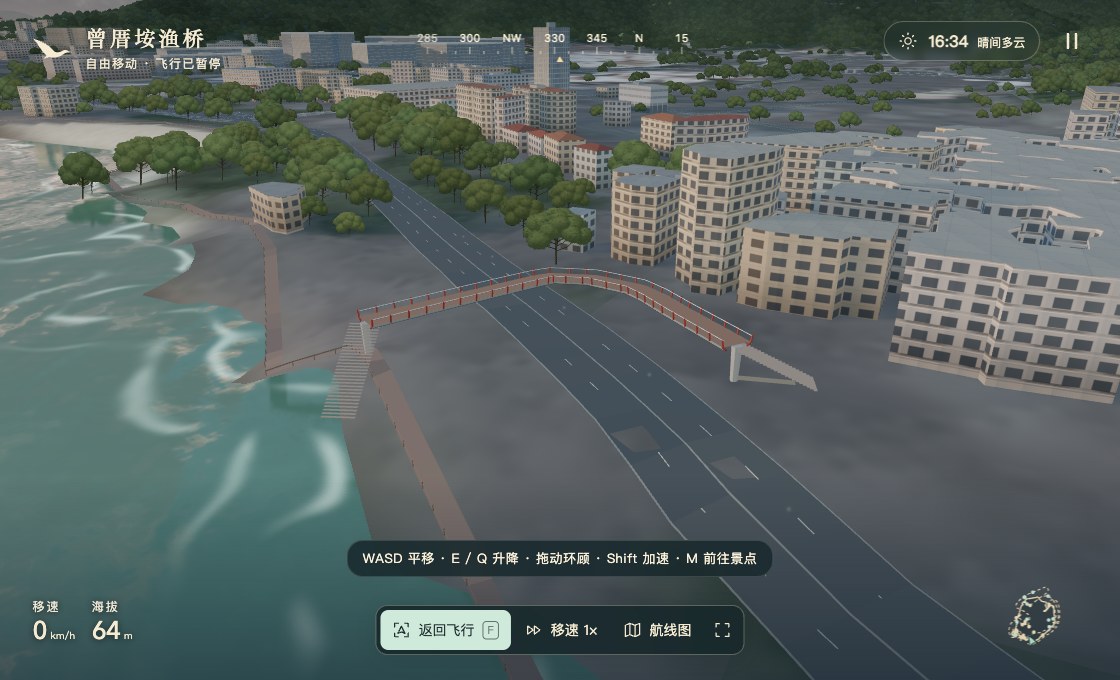 曾厝垵渔桥
自由移动 · 飞行已暂停
285 300 NW 330 345 N 15
16:34 晴间多云
WASD 平移 · E / Q 升降 · 拖动环顾 · Shift 加速 · M 前往景点
移速 海拔
0 km/h 64 m
A 返回飞行 F 移速 1x 航线图